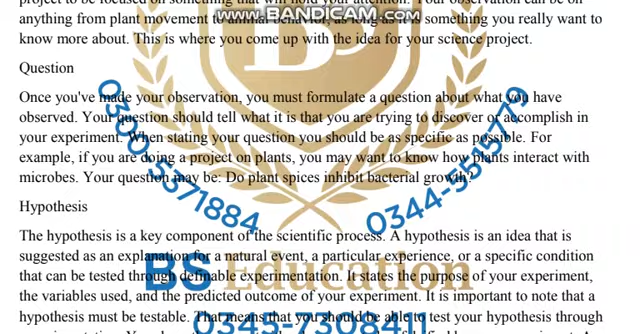 project to be focused on something that will hold your attention. Your observation can be on
www.BANDICAM.com
anything from plant movement to animal behavior, as long as it is something you really want to
know more about. This is where you come up with the idea for your science project.
BS
Question
Once you've made your observation, you must formulate a question about what you have
observed. Your question should tell what it is that you are trying to discover or accomplish in
your experiment. When stating your question you should be as specific as possible. For
example, if you are doing a project on plants, you may want to know how plants interact with
microbes. Your question may be: Do plant spices inhibit bacterial growth?
0300-5371884
0344-5515779
Hypothesis
The hypothesis is a key component of the scientific process. A hypothesis is an idea that is
suggested as an explanation for a natural event, a particular experience, or a specific condition
BS Education
that can be tested through definable experimentation. It states the purpose of your experiment,
the variables used, and the predicted outcome of your experiment. It is important to note that a
hypothesis must be testable. That means that you should be able to test your hypothesis through